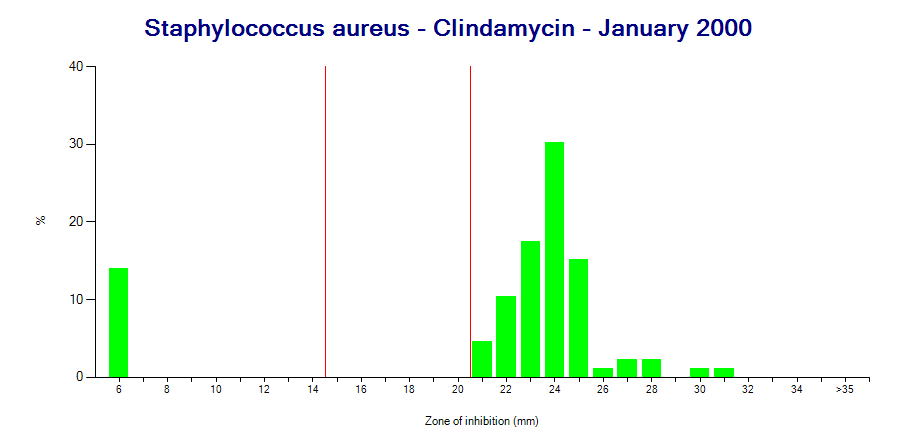 Staphylococcus aureus - Clindamycin - January 2000
40
30
20
10
0
%
6 8 10 12 14 16 18 20 22 24 26 28 30 32 34 >35
Zone of inhibition (mm)